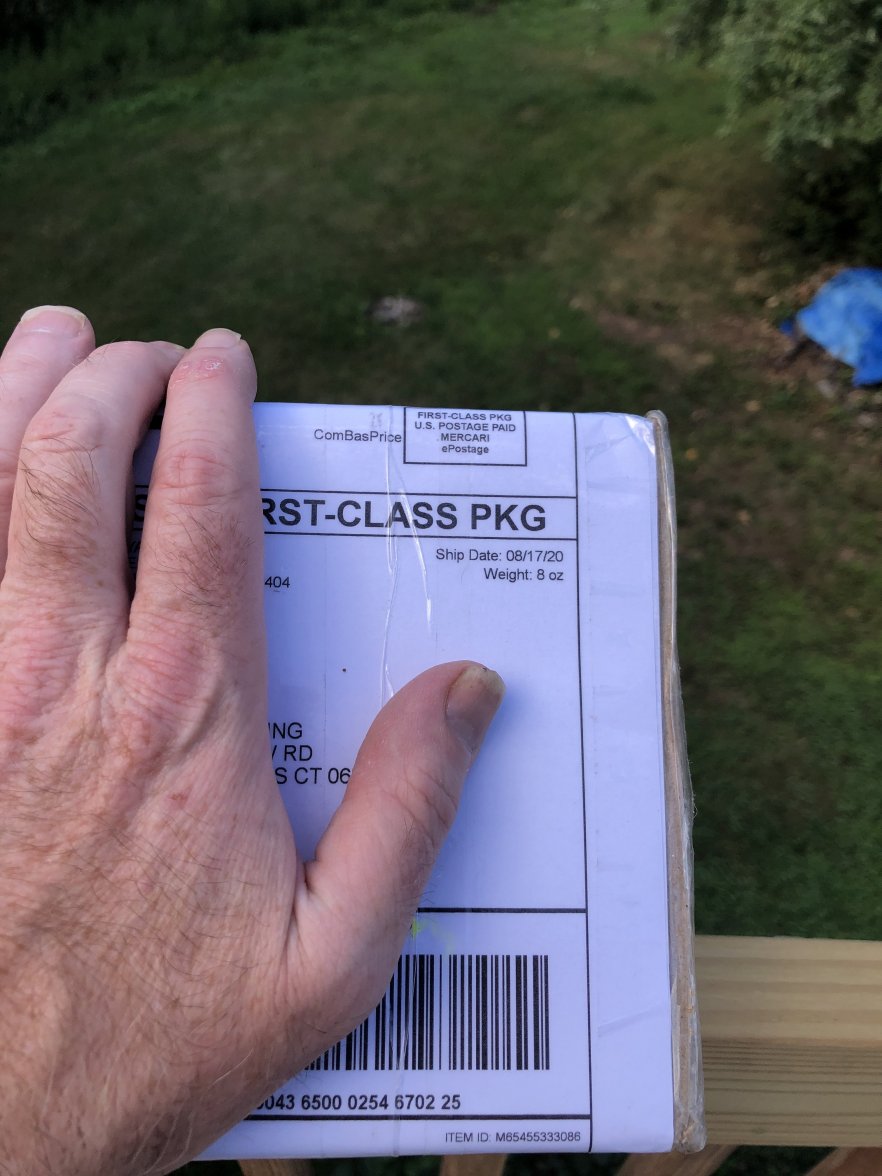 FIRST-CLASS PKG
U.S. POSTAGE PAID
MERCARI
ePostage
ComBasPrice
RST-CLASS PKG
Ship Date: 08/17/20
Weight: 8 oz
404
ING
RD
S CT 06
043 6500 0254 6702 25
ITEM ID: M65455333086